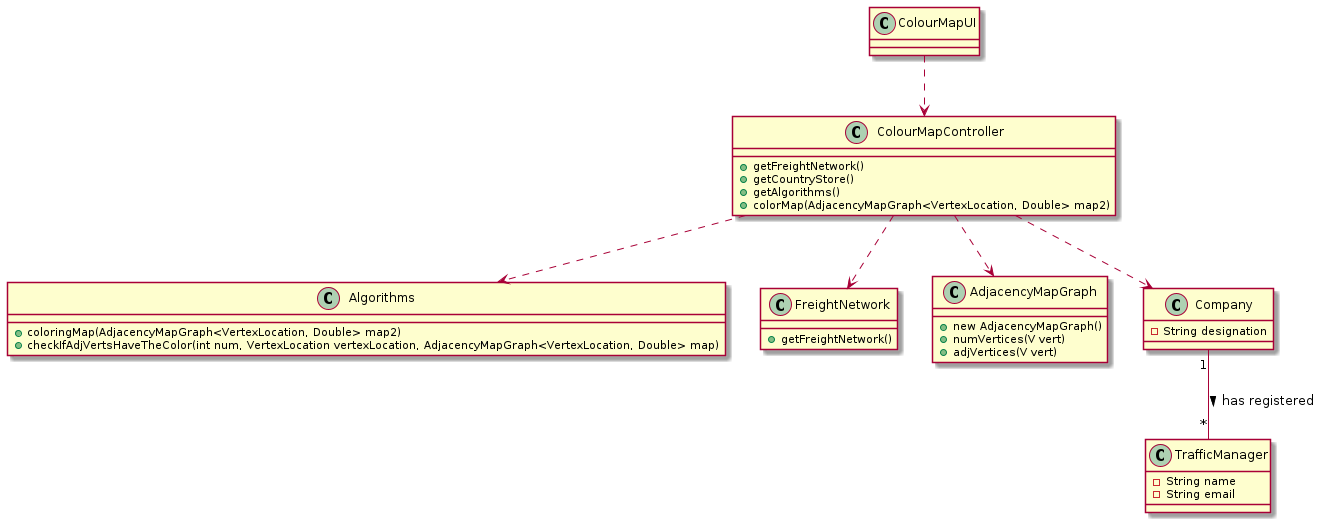 C ColourMapUI
C ColourMapController
getFreightNetwork()
getCountryStore()
getAlgorithms()
colorMap(AdjacencyMapGraph<VertexLocation, Double> map2)
C Algorithms
coloringMap(AdjacencyMapGraph<VertexLocation, Double> map2)
checkIfAdjVertsHaveTheColor(int num, VertexLocation vertexLocation, AdjacencyMapGraph<VertexLocation, Double> map)
C FreightNetwork
getFreightNetwork()
C AdjacencyMapGraph
new AdjacencyMapGraph()
numVertices(V vert)
adjVertices(V vert)
C Company
String designation
1
has registered
*
C TrafficManager
String name
String email